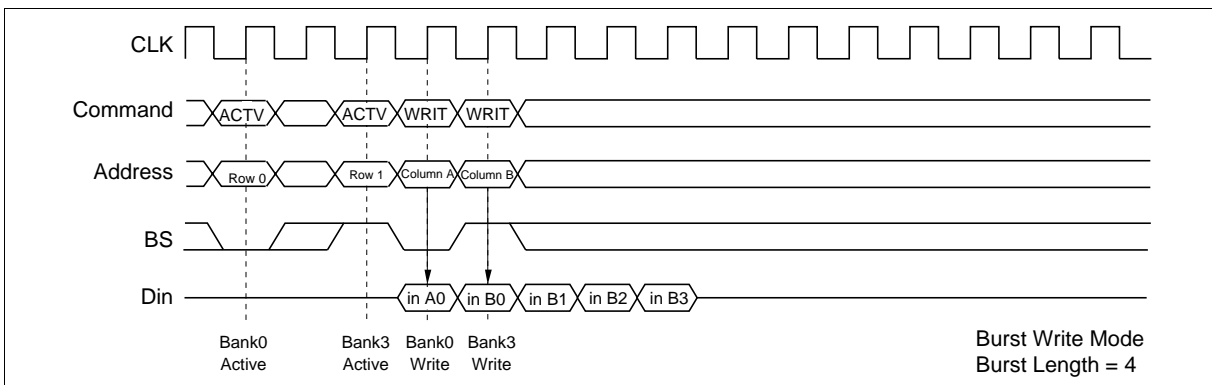 CLK
Command ACTV ACTV WRIT WRIT
Address Row 0 Row 1 Column A Column B
BS
Din in A0 in B0 in B1 in B2 in B3
Bank0 Bank3 Bank0 Bank3
Active Active Write Write
Burst Write Mode
Burst Length = 4